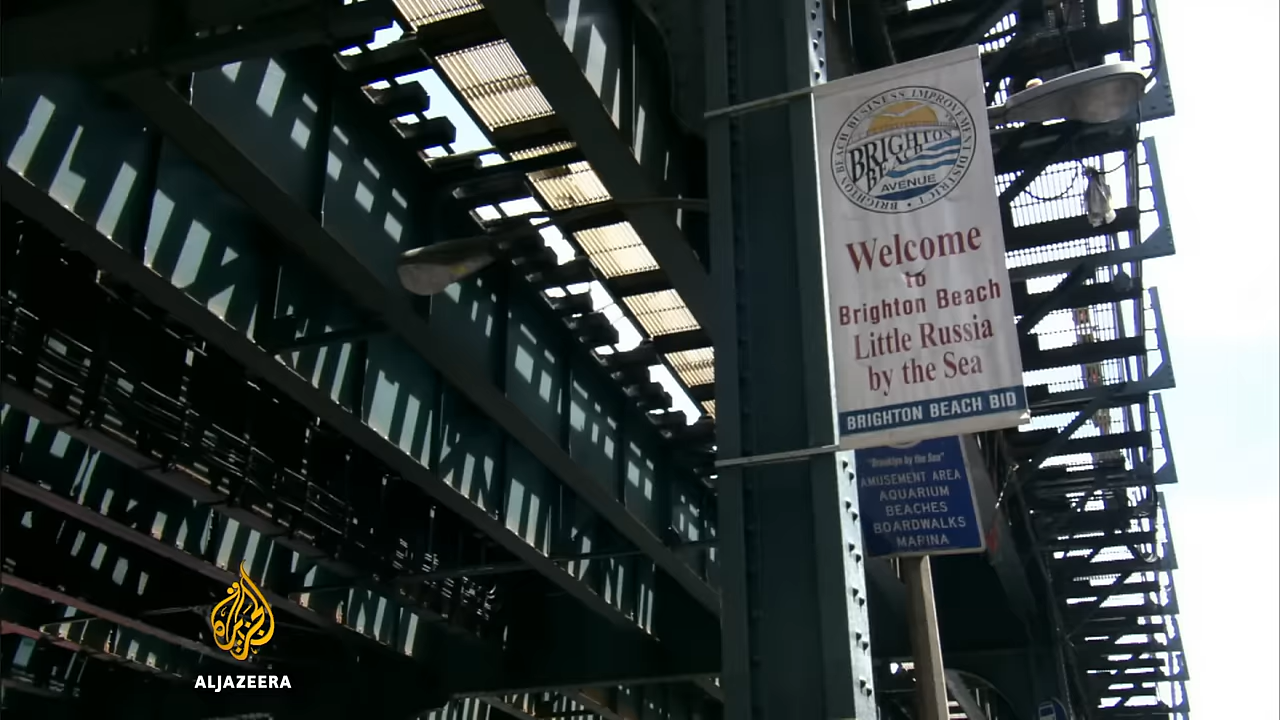 BRIGHTON BEACH BUSINESS IMPROVEMENT DISTRICT
BRIGHTON
BEACH
AVENUE
Welcome
to
Brighton Beach
Little Russia
by the Sea
BRIGHTON BEACH BID
"Brooklyn by the Sea"
AMUSEMENT AREA
AQUARIUM
BEACHES
BOARDWALKS
MARINA
الجزيرة
ALJAZEERA